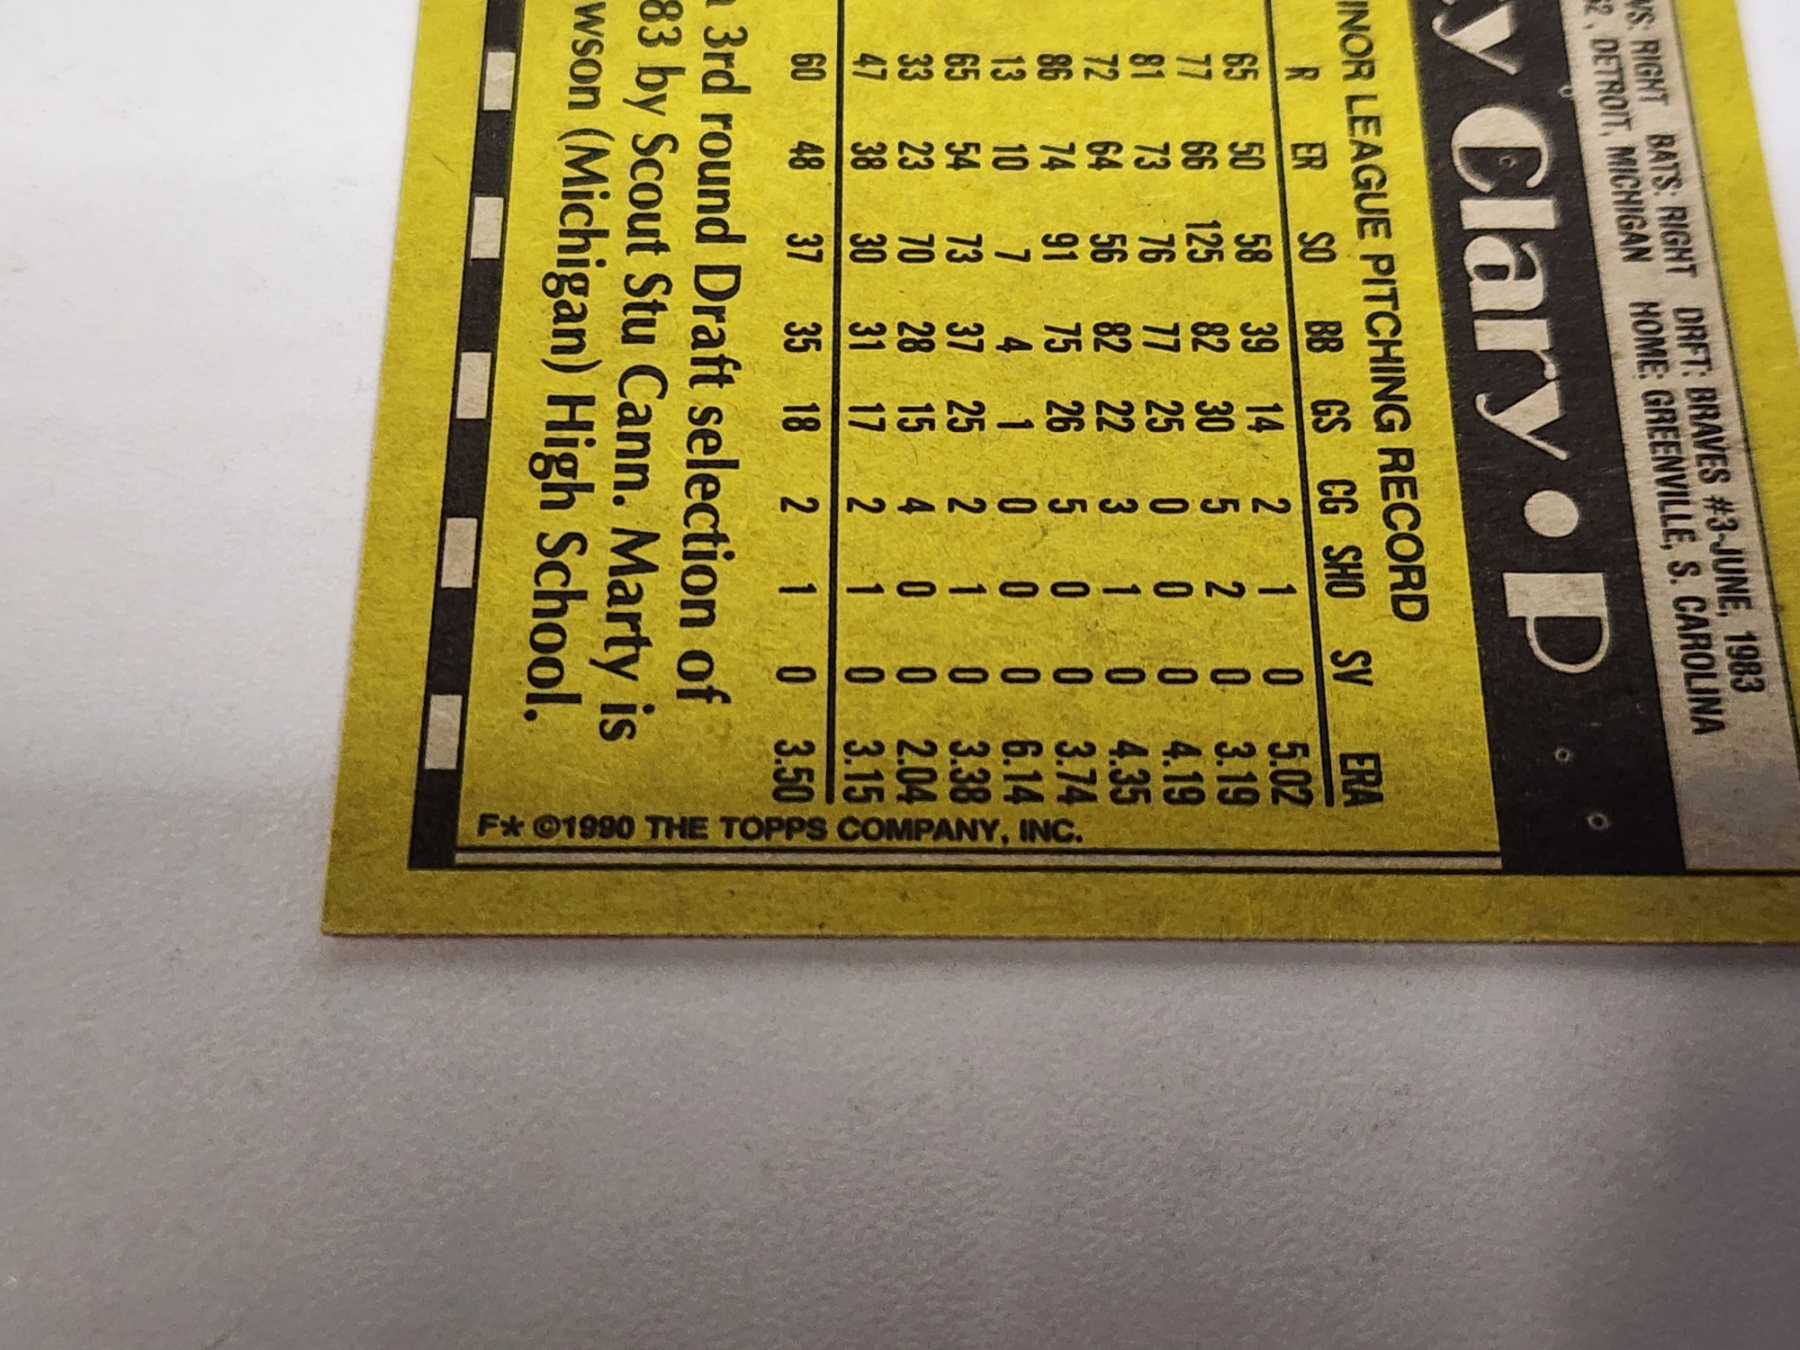 WS: RIGHT BATS: RIGHT DRFT: BRAVES #3-JUNE, 1983
62, DETROIT, MICHIGAN HOME: GREENVILLE, S. CAROLINA
y Clary • P
INOR LEAGUE PITCHING RECORD
R ER SO BB GS CG SHO SV ERA
65 50 58 39 14 2 1 0 5.02
77 66 125 82 30 5 2 0 3.19
81 73 76 77 25 0 0 0 4.19
72 64 56 82 22 3 1 0 4.35
86 74 91 75 26 5 0 0 3.74
13 10 7 4 1 0 0 0 6.14
65 54 73 37 25 2 1 0 3.38
33 23 70 28 15 4 0 0 2.04
47 38 30 31 17 2 1 0 3.15
60 48 37 35 18 2 1 0 3.50
3rd round Draft selection of
83 by Scout Stu Cann. Marty is
wson (Michigan) High School.
F* ©1990 THE TOPPS COMPANY, INC.